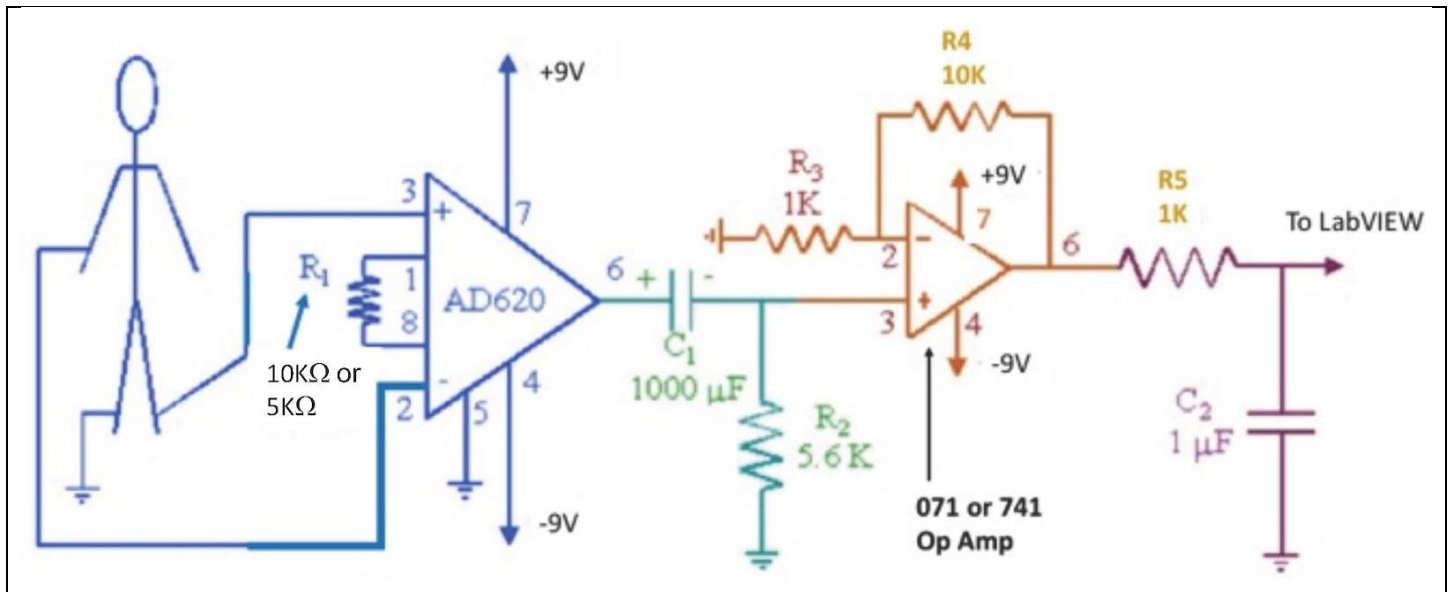 +9V
3
+
7
R1
1
8
AD620
10KΩ or
5KΩ
-
2
5
4
-9V
6
+
-
C1
1000 µF
R2
5.6 K
R3
1K
R4
10K
+9V
7
-
2
6
+
3
4
-9V
071 or 741
Op Amp
R5
1K
To LabVIEW
C2
1 µF